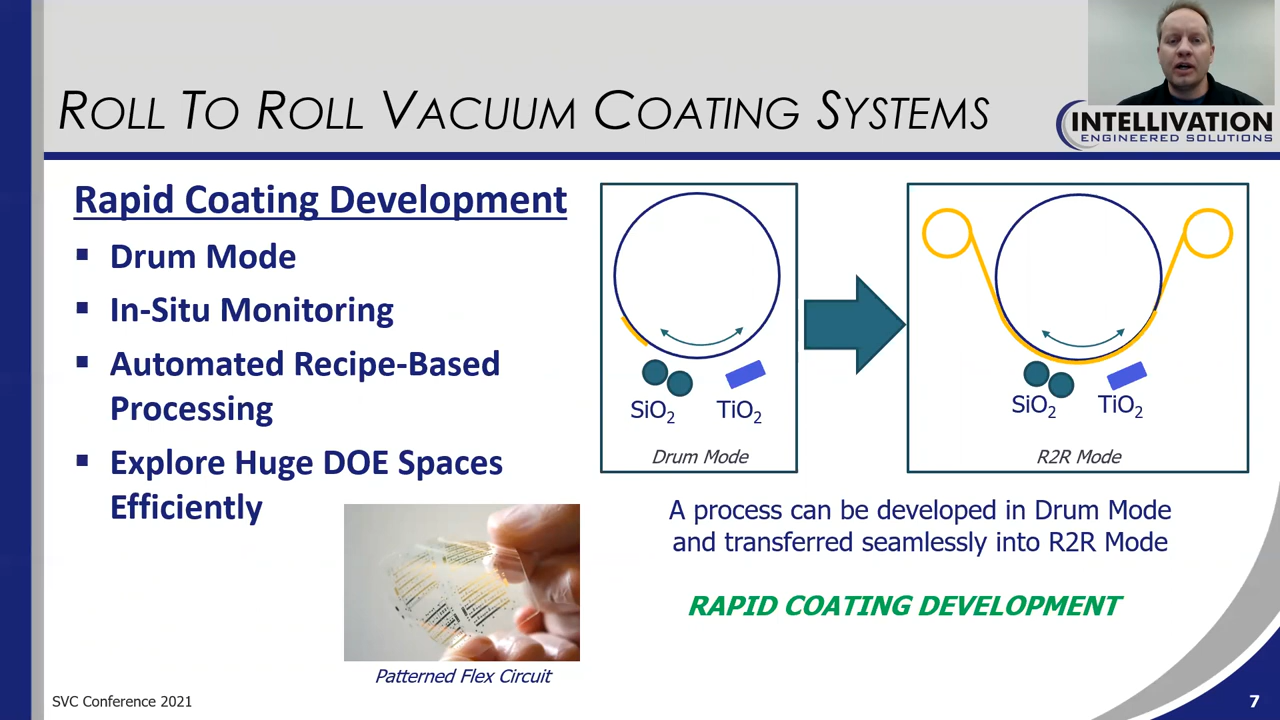 ROLL TO ROLL VACUUM COATING SYSTEMS
INTELLIVATION
ENGINEERED SOLUTIONS
Rapid Coating Development
▪ Drum Mode
▪ In-Situ Monitoring
▪ Automated Recipe-Based
Processing
▪ Explore Huge DOE Spaces
Efficiently
Patterned Flex Circuit
SiO₂ TiO₂
Drum Mode
SiO₂ TiO₂
R2R Mode
A process can be developed in Drum Mode
and transferred seamlessly into R2R Mode
RAPID COATING DEVELOPMENT
SVC Conference 2021
7